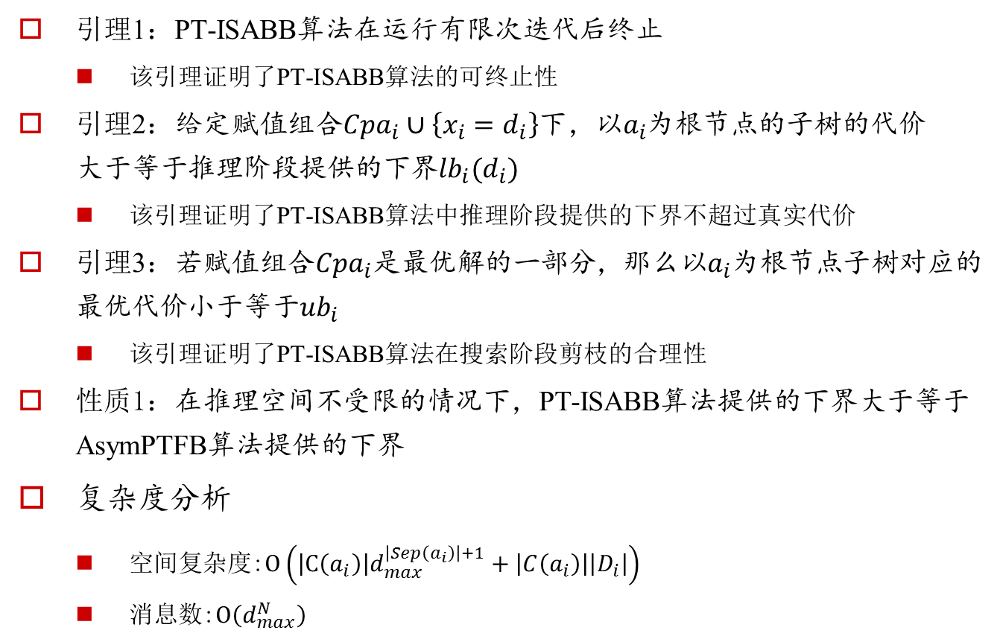 引理1：PT-ISABB算法在运行有限次迭代后终止
该引理证明了PT-ISABB算法的可终止性
引理2：给定赋值组合$Cpa_i \cup \{x_i = d_i\}$下，以$a_i$为根节点的子树的代价
大于等于推理阶段提供的下界$lb_i(d_i)$
该引理证明了PT-ISABB算法中推理阶段提供的下界不超过真实代价
引理3：若赋值组合$Cpa_i$是最优解的一部分，那么以$a_i$为根节点子树对应的
最优代价小于等于$ub_i$
该引理证明了PT-ISABB算法在搜索阶段剪枝的合理性
性质1：在推理空间不受限的情况下，PT-ISABB算法提供的下界大于等于
AsymPTFB算法提供的下界
复杂度分析
空间复杂度:$O\left(|C(a_i)|d_{max}^{|Sep(a_i)|+1} + |C(a_i)||D_i|\right)$
消息数:$O(d_{max}^{N})$